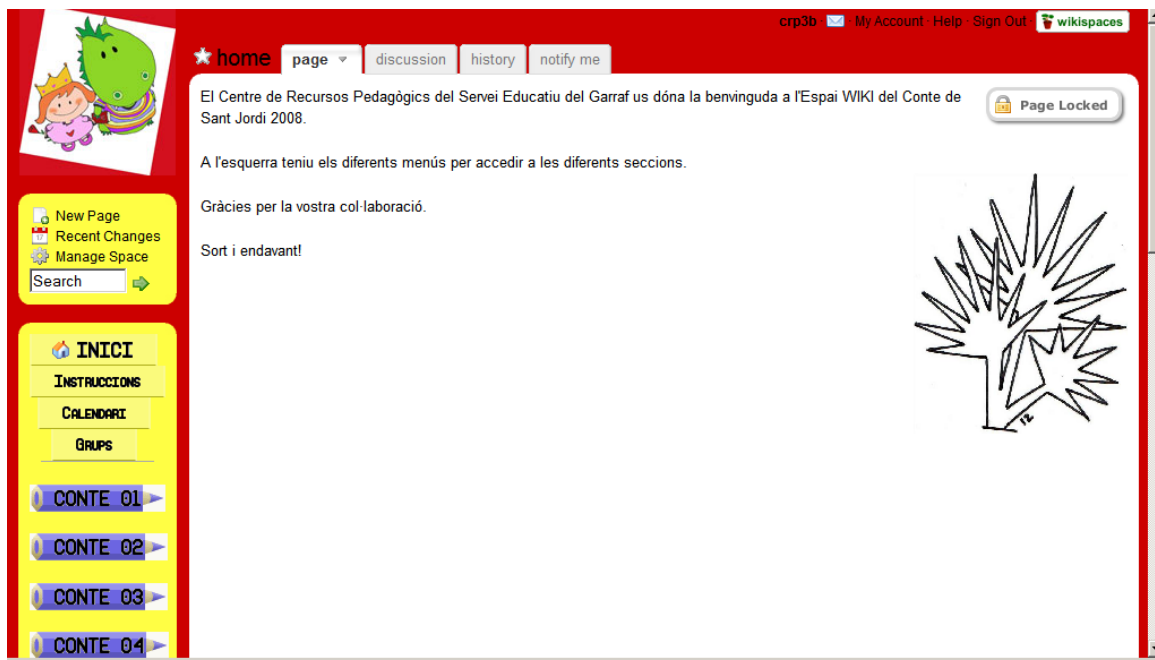 crp3b · My Account · Help · Sign Out · wikispaces
home page discussion history notify me
El Centre de Recursos Pedagògics del Servei Educatiu del Garraf us dóna la benvinguda a l'Espai WIKI del Conte de
Sant Jordi 2008.
Page Locked
A l'esquerra teniu els diferents menús per accedir a les diferents seccions.
Gràcies per la vostra col·laboració.
Sort i endavant!
12
New Page
17
Recent Changes
Manage Space
Search
INICI
INSTRUCCIONS
CALENDARI
GRUPS
CONTE 01
CONTE 02
CONTE 03
CONTE 04